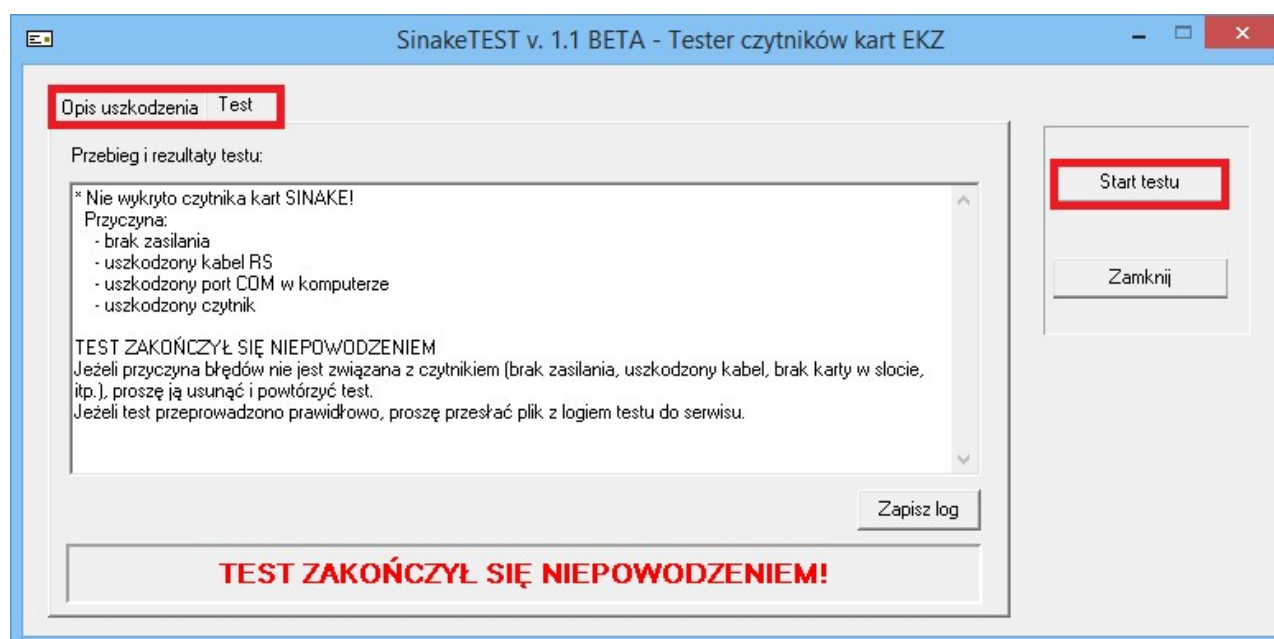 SinakeTEST v. 1.1 BETA - Tester czytników kart EKZ
Opis uszkodzenia Test
Przebieg i rezultaty testu:
* Nie wykryto czytnika kart SINAKE!
Przyczyna:
- brak zasilania
- uszkodzony kabel RS
- uszkodzony port COM w komputerze
- uszkodzony czytnik
TEST ZAKOŃCZYŁ SIĘ NIEPOWODZENIEM
Jeżeli przyczyna błędów nie jest związana z czytnikiem (brak zasilania, uszkodzony kabel, brak karty w slocie,
itp.), proszę ją usunąć i powtórzyć test.
Jeżeli test przeprowadzono prawidłowo, proszę przesłać plik z logiem testu do serwisu.
Zapisz log
TEST ZAKOŃCZYŁ SIĘ NIEPOWODZENIEM!
Start testu
Zamknij